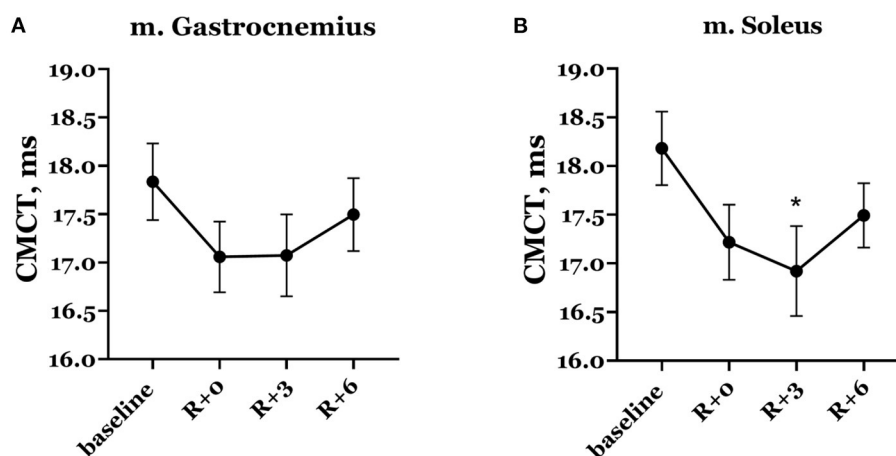 A
m. Gastrocnemius
CMCT, ms
19.0
18.5
18.0
17.5
17.0
16.5
16.0
baseline
R+0
R+3
R+6
B
m. Soleus
CMCT, ms
19.0
18.5
18.0
17.5
17.0
16.5
16.0
*
baseline
R+0
R+3
R+6